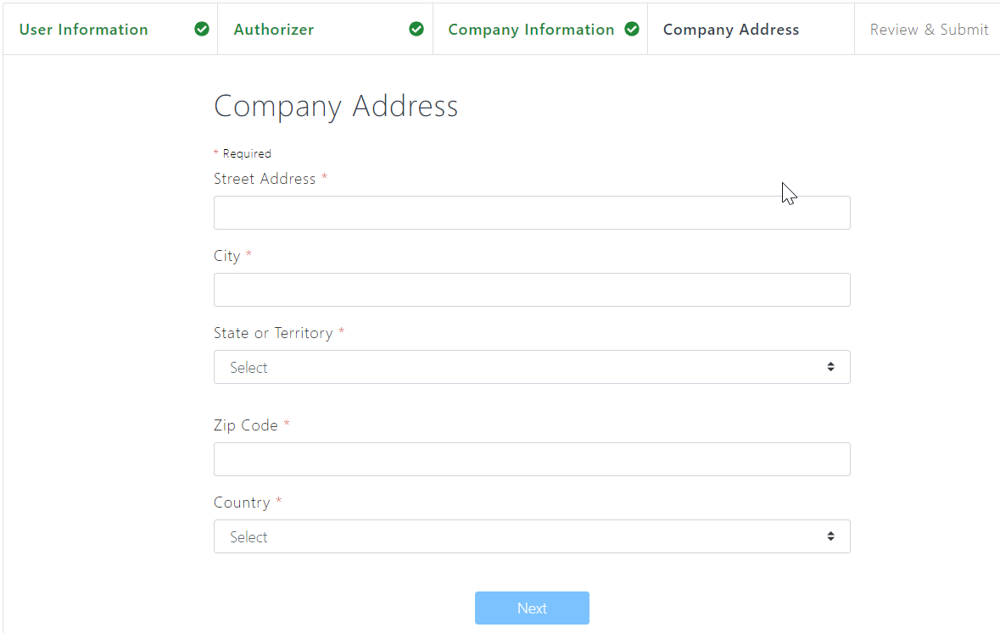 User Information Authorizer Company Information Company Address Review & Submit
Company Address
* Required
Street Address *
City *
State or Territory *
Select
Zip Code *
Country *
Select
Next